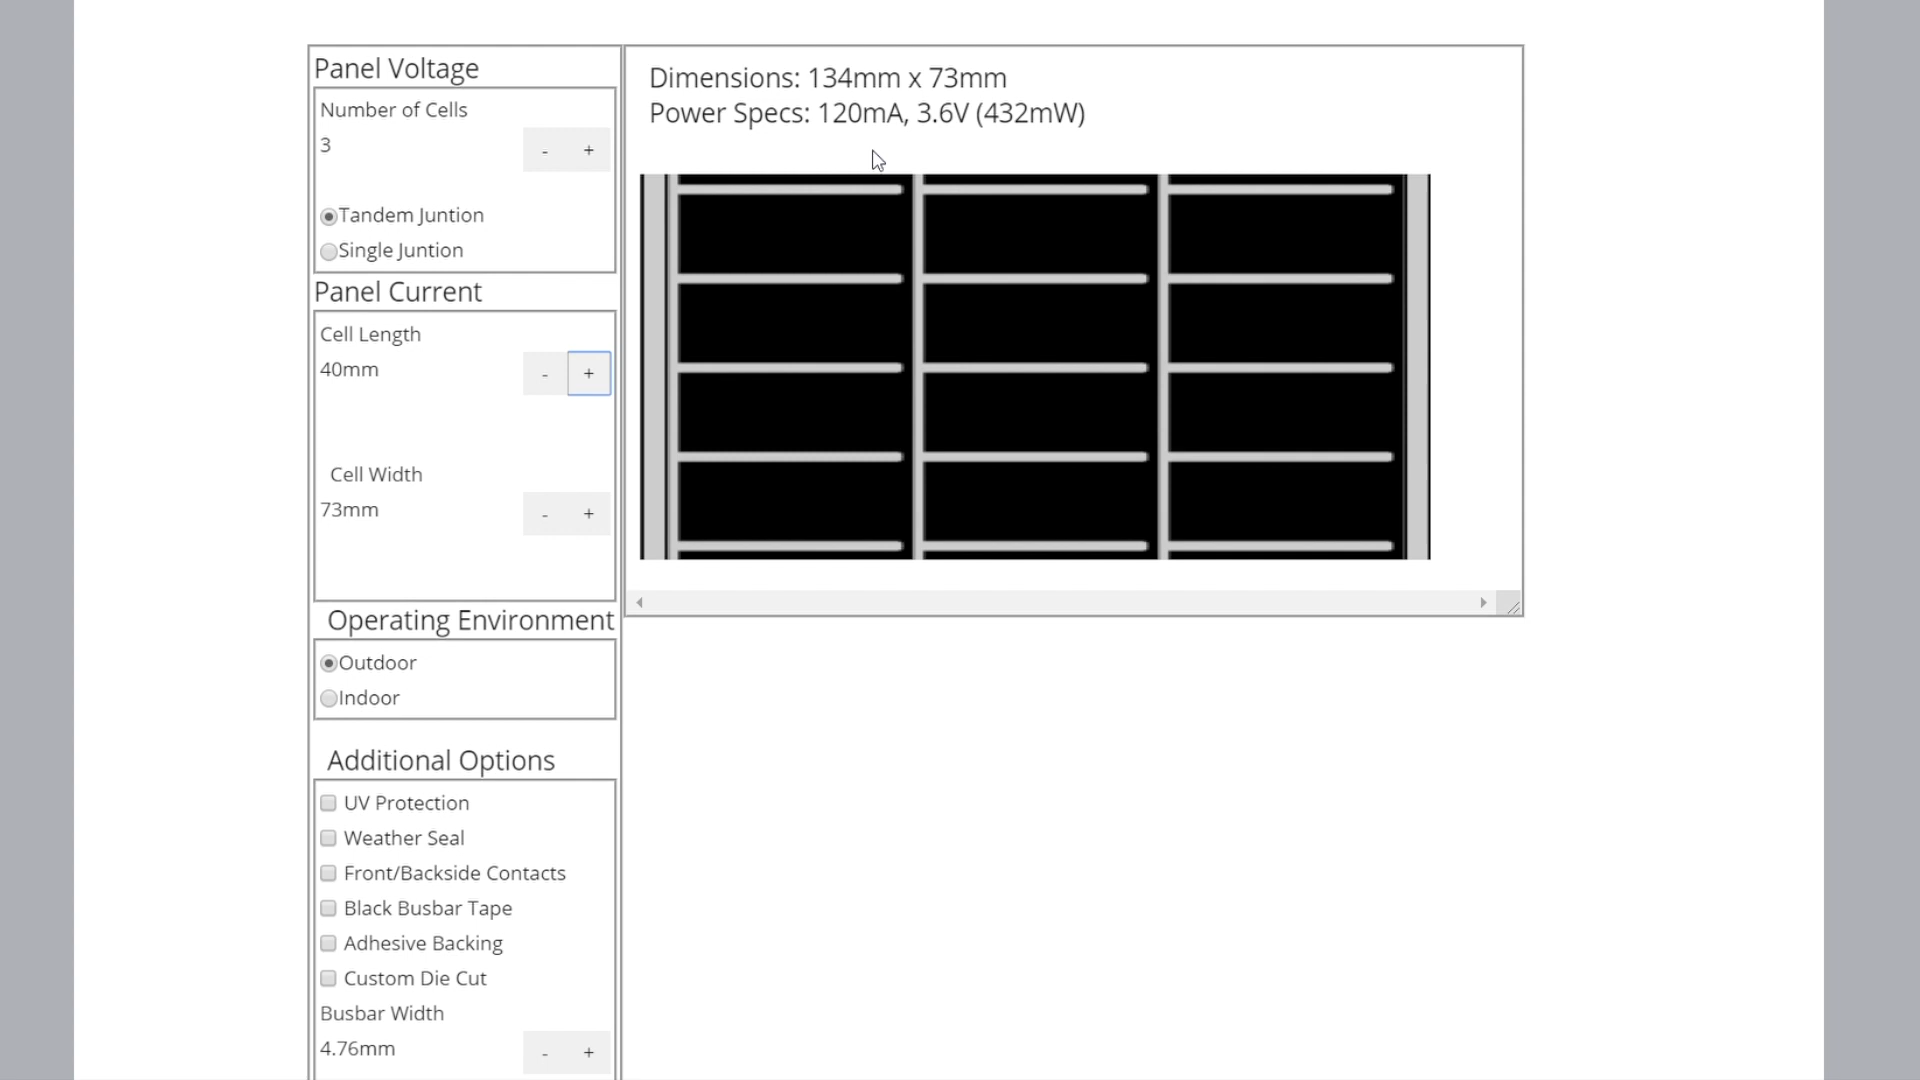 Panel Voltage
Number of Cells
3
- +
Tandem Juntion
Single Juntion
Panel Current
Cell Length
40mm
- +
Cell Width
73mm
- +
Operating Environment
Outdoor
Indoor
Additional Options
UV Protection
Weather Seal
Front/Backside Contacts
Black Busbar Tape
Adhesive Backing
Custom Die Cut
Busbar Width
4.76mm
- +
Dimensions: 134mm x 73mm
Power Specs: 120mA, 3.6V (432mW)